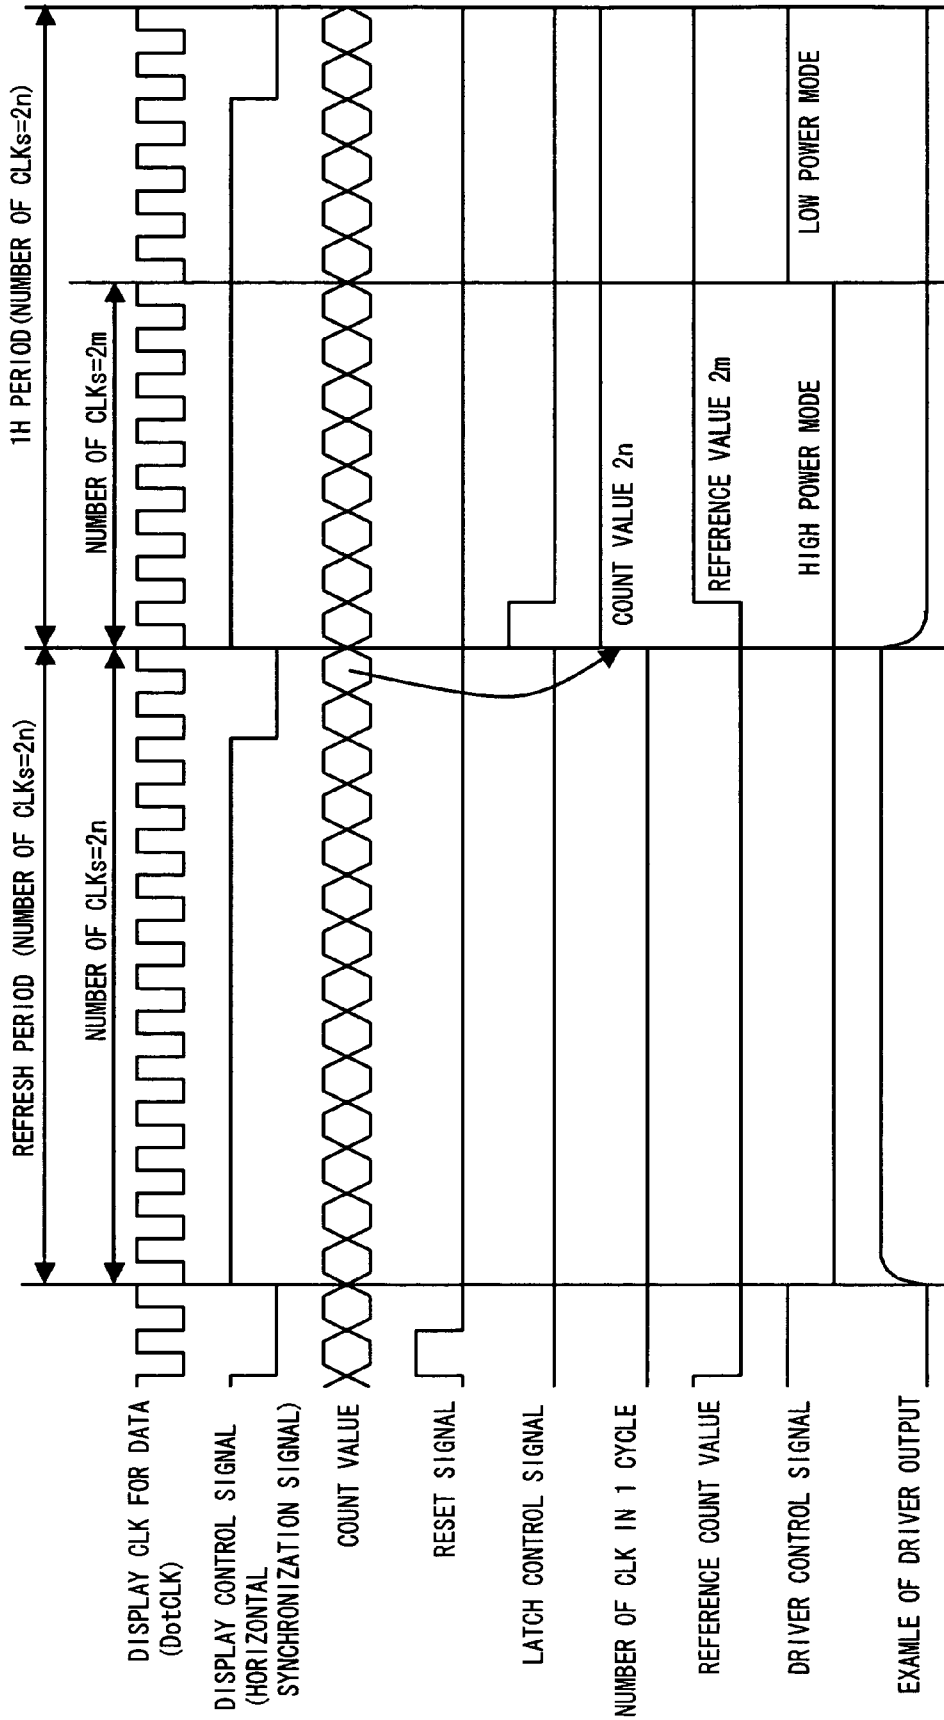 REFRESH PERIOD (NUMBER OF CLKs=2n)
1H PERIOD(NUMBER OF CLKs=2n)
NUMBER OF CLKs=2n
NUMBER OF CLKs=2m
DISPLAY CLK FOR DATA
(DotCLK)
DISPLAY CONTROL SIGNAL
(HORIZONTAL
SYNCHRONIZATION SIGNAL)
COUNT VALUE
RESET SIGNAL
LATCH CONTROL SIGNAL
NUMBER OF CLK IN 1 CYCLE
COUNT VALUE 2n
REFERENCE COUNT VALUE
REFERENCE VALUE 2m
DRIVER CONTROL SIGNAL
HIGH POWER MODE
LOW POWER MODE
EXAMLE OF DRIVER OUTPUT